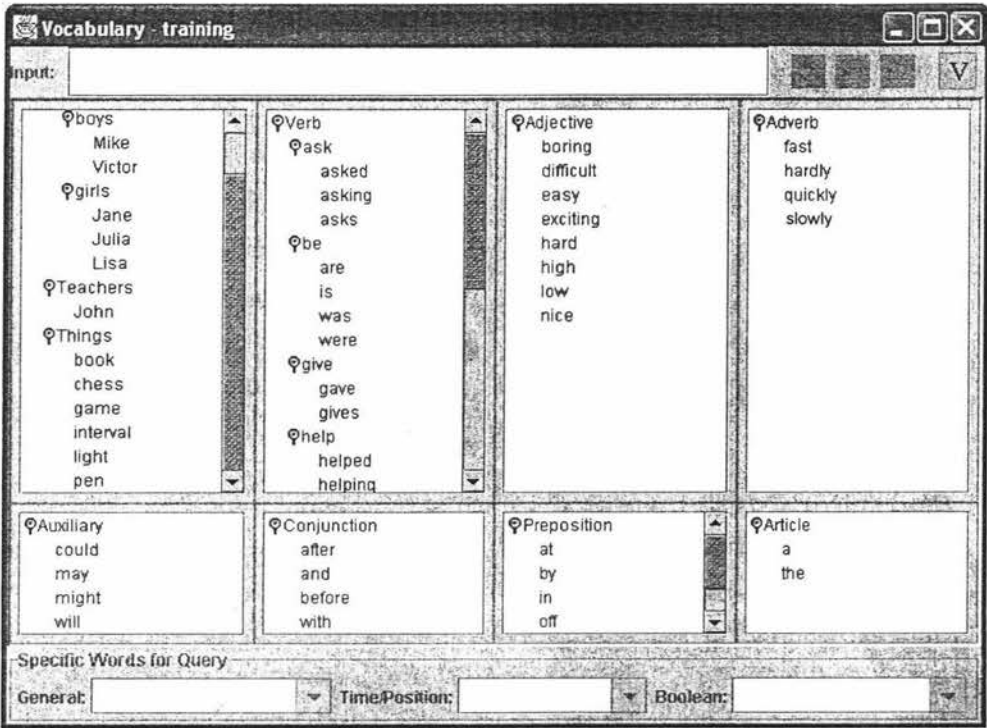 Vocabulary - training
Input:
V
boys
Mike
Victor
girls
Jane
Julia
Lisa
Teachers
John
Things
book
chess
game
interval
light
pen
Verb
ask
asked
asking
asks
be
are
is
was
were
give
gave
gives
help
helped
helping
Adjective
boring
difficult
easy
exciting
hard
high
low
nice
Adverb
fast
hardly
quickly
slowly
Auxiliary
could
may
might
will
Conjunction
after
and
before
with
Preposition
at
by
in
off
Article
a
the
Specific Words for Query
General: Time/Position: Boolean: